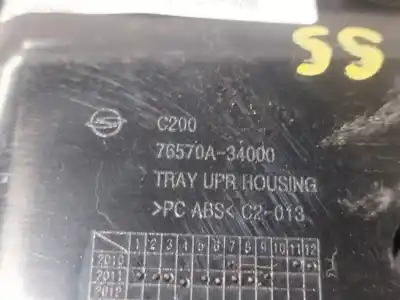 SS
C200
76570A-34000
TRAY UPR HOUSING
>PC ABS< C2-013
1 2 3 4 5 6 7 8 9 10 11 12
2010
2011
2012